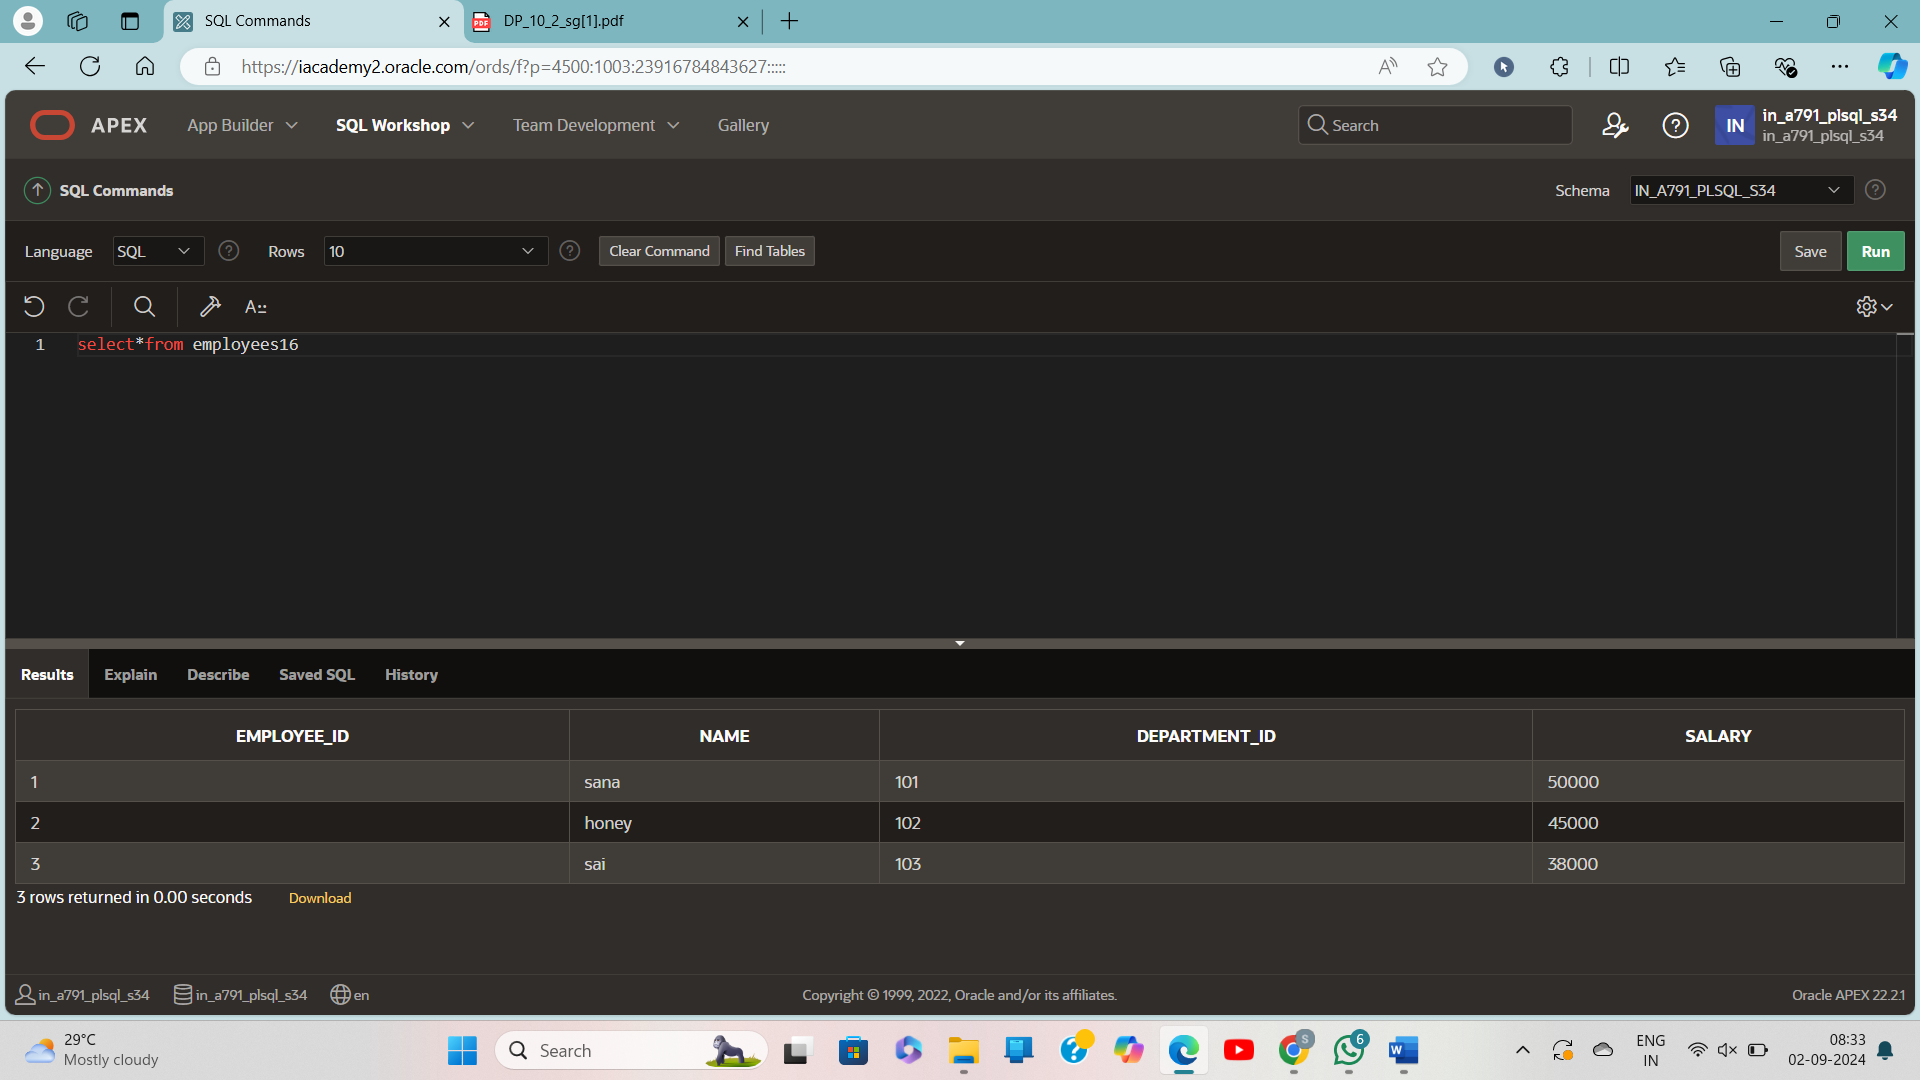 SQL Commands
DP_10_2_sg[1].pdf
https://iacademy2.oracle.com/ords/f?p=4500:1003:23916784843627:::::
APEX App Builder SQL Workshop Team Development Gallery Search IN in_a791_plsql_s34
in_a791_plsql_s34
SQL Commands Schema IN_A791_PLSQL_S34
Language SQL Rows 10 Clear Command Find Tables Save Run
A::
1 select*from employees16
Results Explain Describe Saved SQL History
EMPLOYEE_ID NAME DEPARTMENT_ID SALARY
1 sana 101 50000
2 honey 102 45000
3 sai 103 38000
3 rows returned in 0.00 seconds Download
in_a791_plsql_s34 in_a791_plsql_s34 en Copyright © 1999, 2022, Oracle and/or its affiliates. Oracle APEX 22.2.1
29°C
Mostly cloudy
Search
S
6
ENG
IN
08:33
02-09-2024